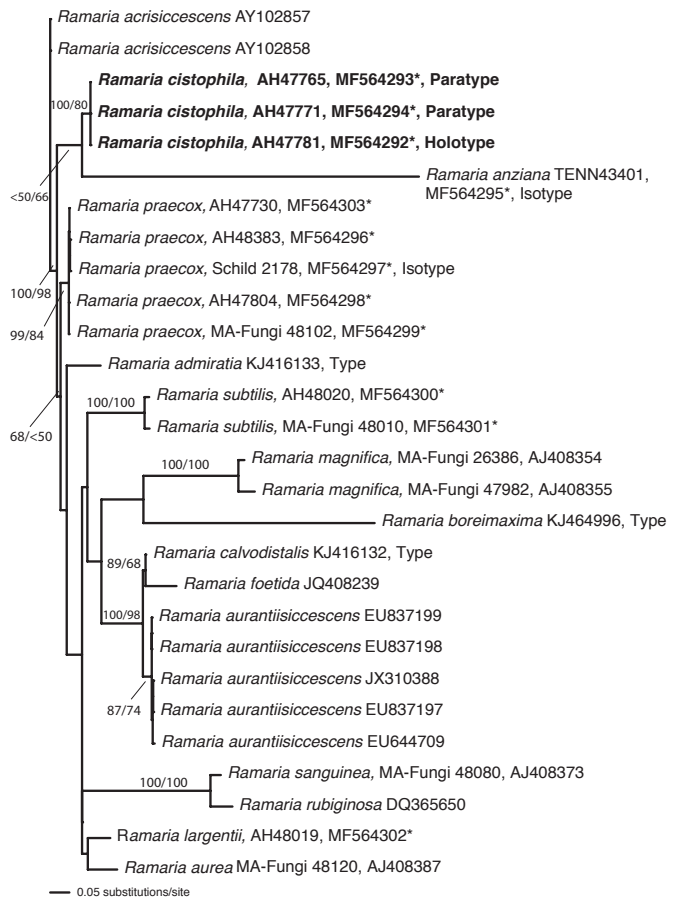 Ramaria acrisiccescens AY102857
Ramaria acrisiccescens AY102858
Ramaria cistophila, AH47765, MF564293*, Paratype
100/80
Ramaria cistophila, AH47771, MF564294*, Paratype
Ramaria cistophila, AH47781, MF564292*, Holotype
Ramaria anziana TENN43401,
MF564295*, Isotype
<50/66
Ramaria praecox, AH47730, MF564303*
Ramaria praecox, AH48383, MF564296*
Ramaria praecox, Schild 2178, MF564297*, Isotype
100/98
Ramaria praecox, AH47804, MF564298*
99/84
Ramaria praecox, MA-Fungi 48102, MF564299*
Ramaria admiratia KJ416133, Type
Ramaria subtilis, AH48020, MF564300*
100/100
Ramaria subtilis, MA-Fungi 48010, MF564301*
68/<50
Ramaria magnifica, MA-Fungi 26386, AJ408354
100/100
Ramaria magnifica, MA-Fungi 47982, AJ408355
Ramaria boreimaxima KJ464996, Type
Ramaria calvodistalis KJ416132, Type
89/68
Ramaria foetida JQ408239
100/98
Ramaria aurantiisiccescens EU837199
Ramaria aurantiisiccescens EU837198
Ramaria aurantiisiccescens JX310388
87/74
Ramaria aurantiisiccescens EU837197
Ramaria aurantiisiccescens EU644709
Ramaria sanguinea, MA-Fungi 48080, AJ408373
100/100
Ramaria rubiginosa DQ365650
Ramaria largentii, AH48019, MF564302*
Ramaria aurea MA-Fungi 48120, AJ408387
0.05 substitutions/site